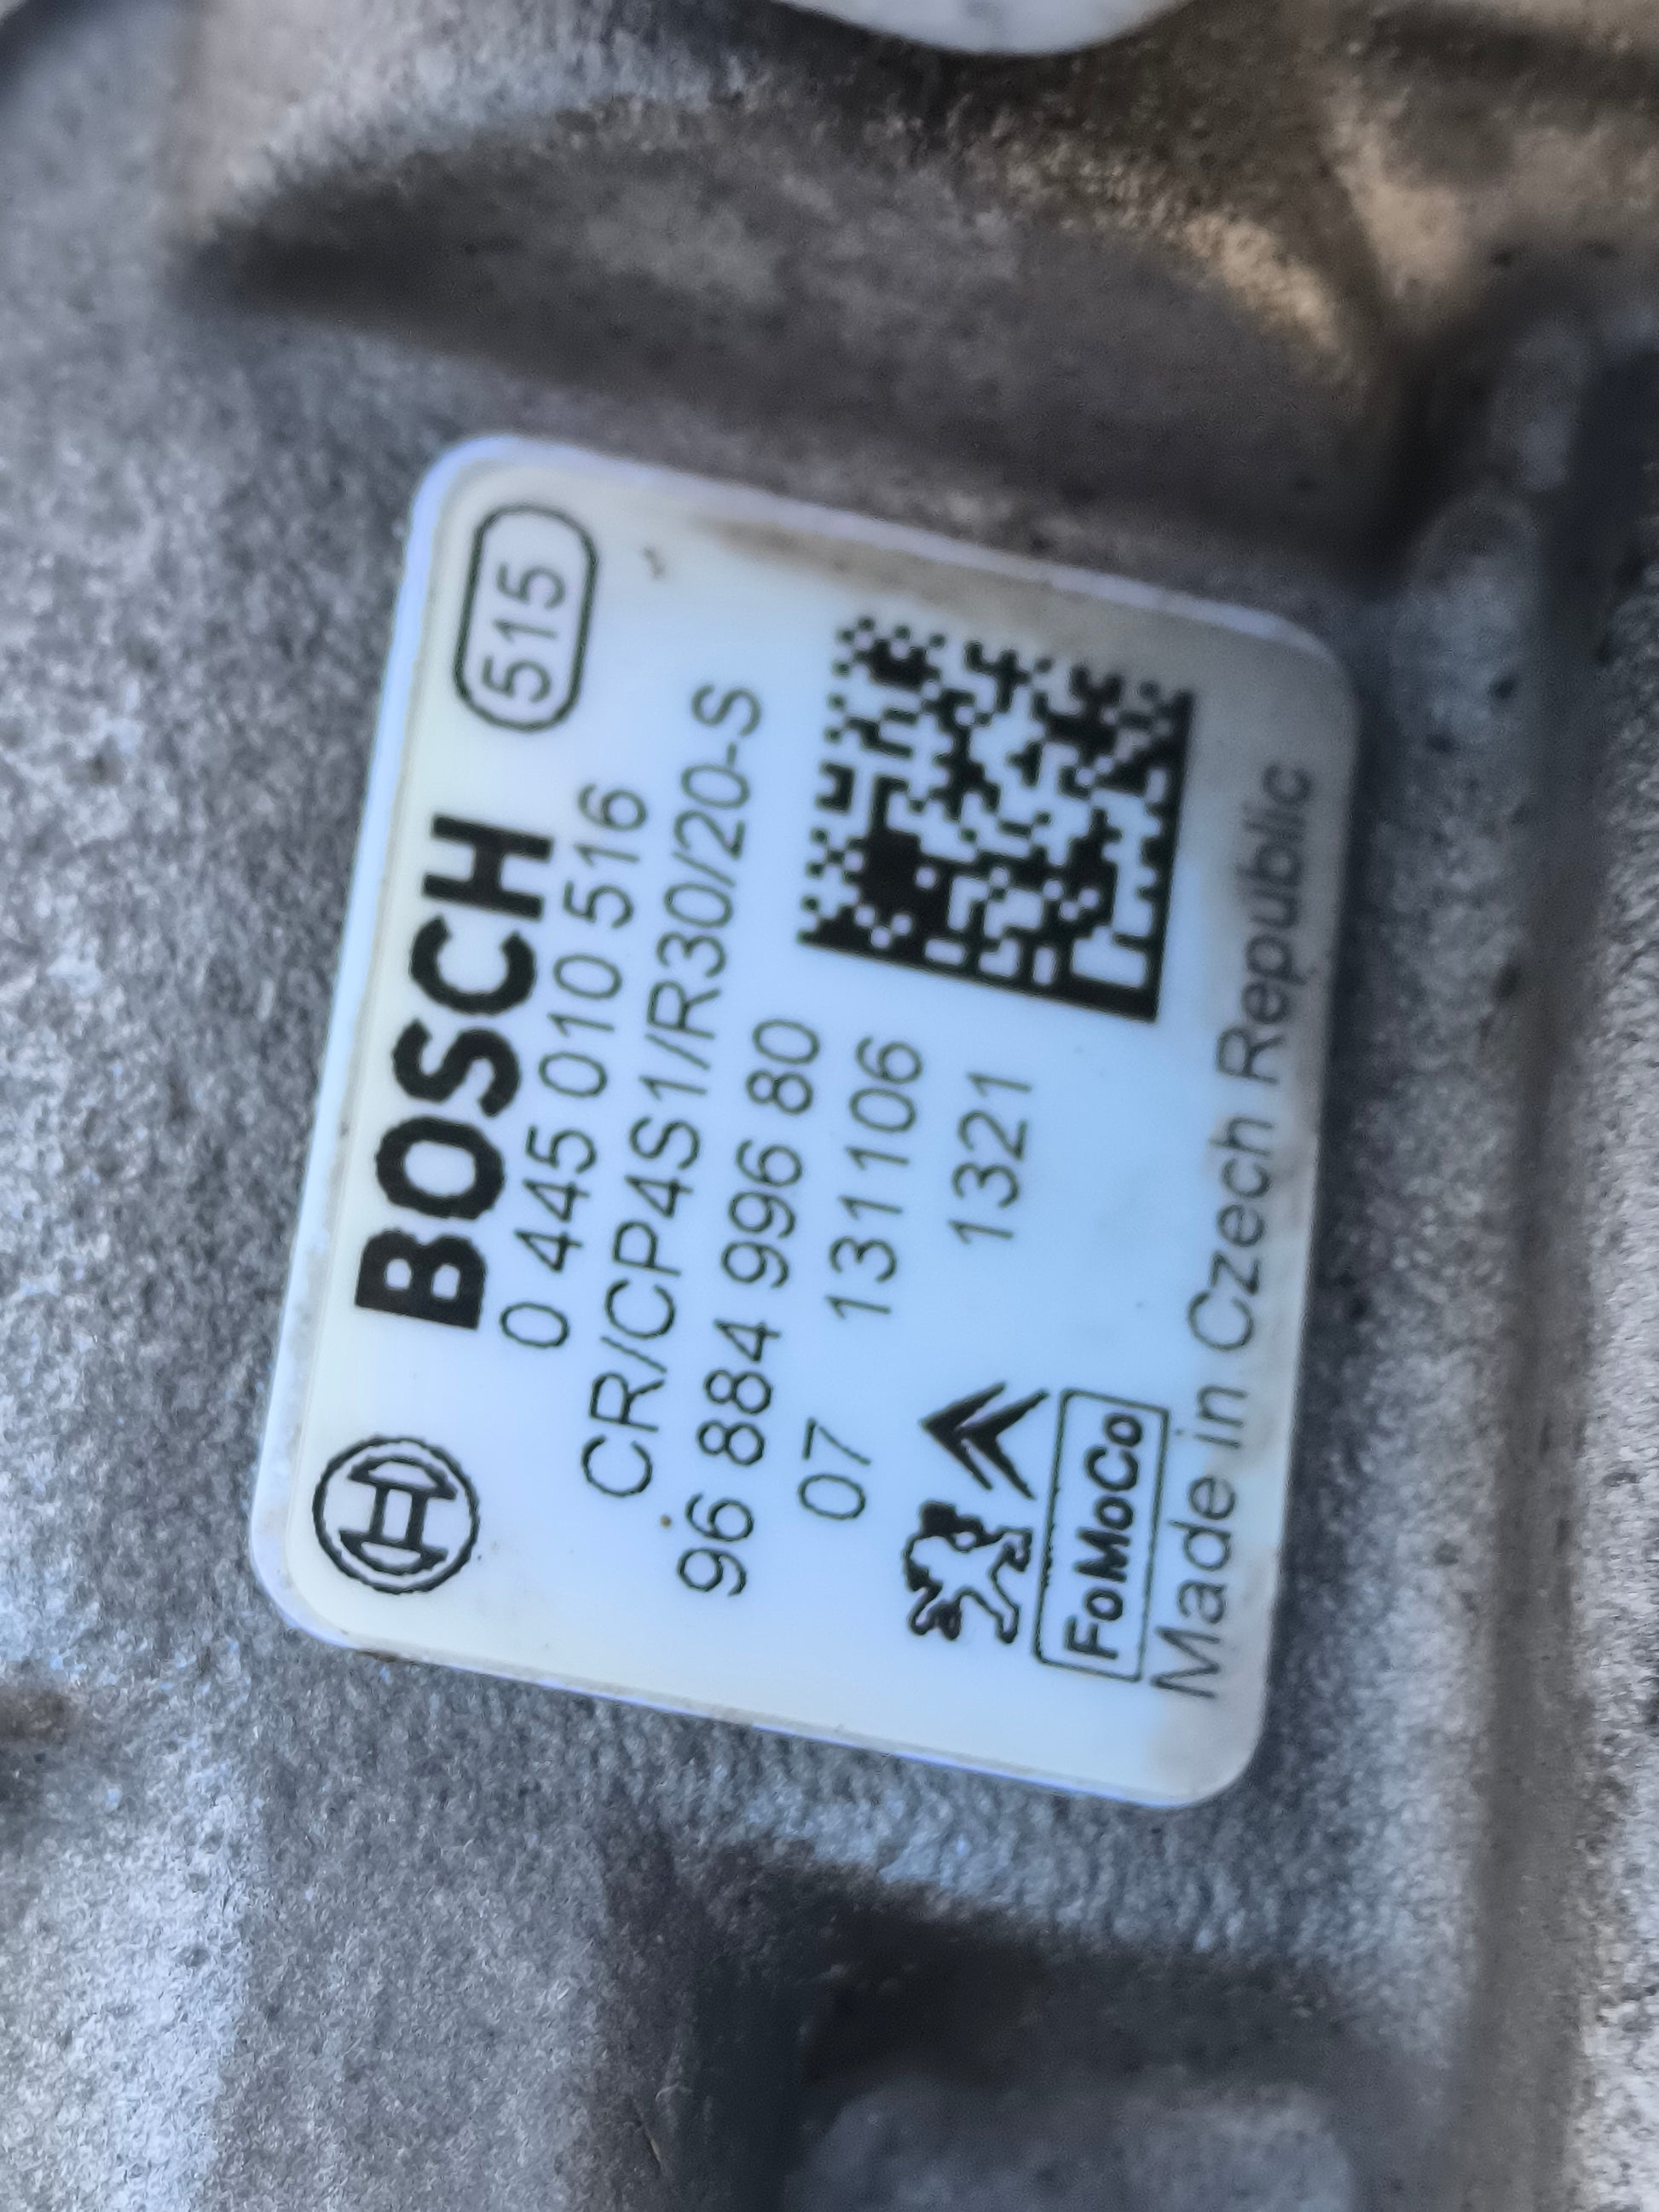 BOSCH 515
0 445 010 516
CR/CP4S1/R30/20-S
96 884 996 80
07 131106
1321
FoMoCo
Made in Czech Republic